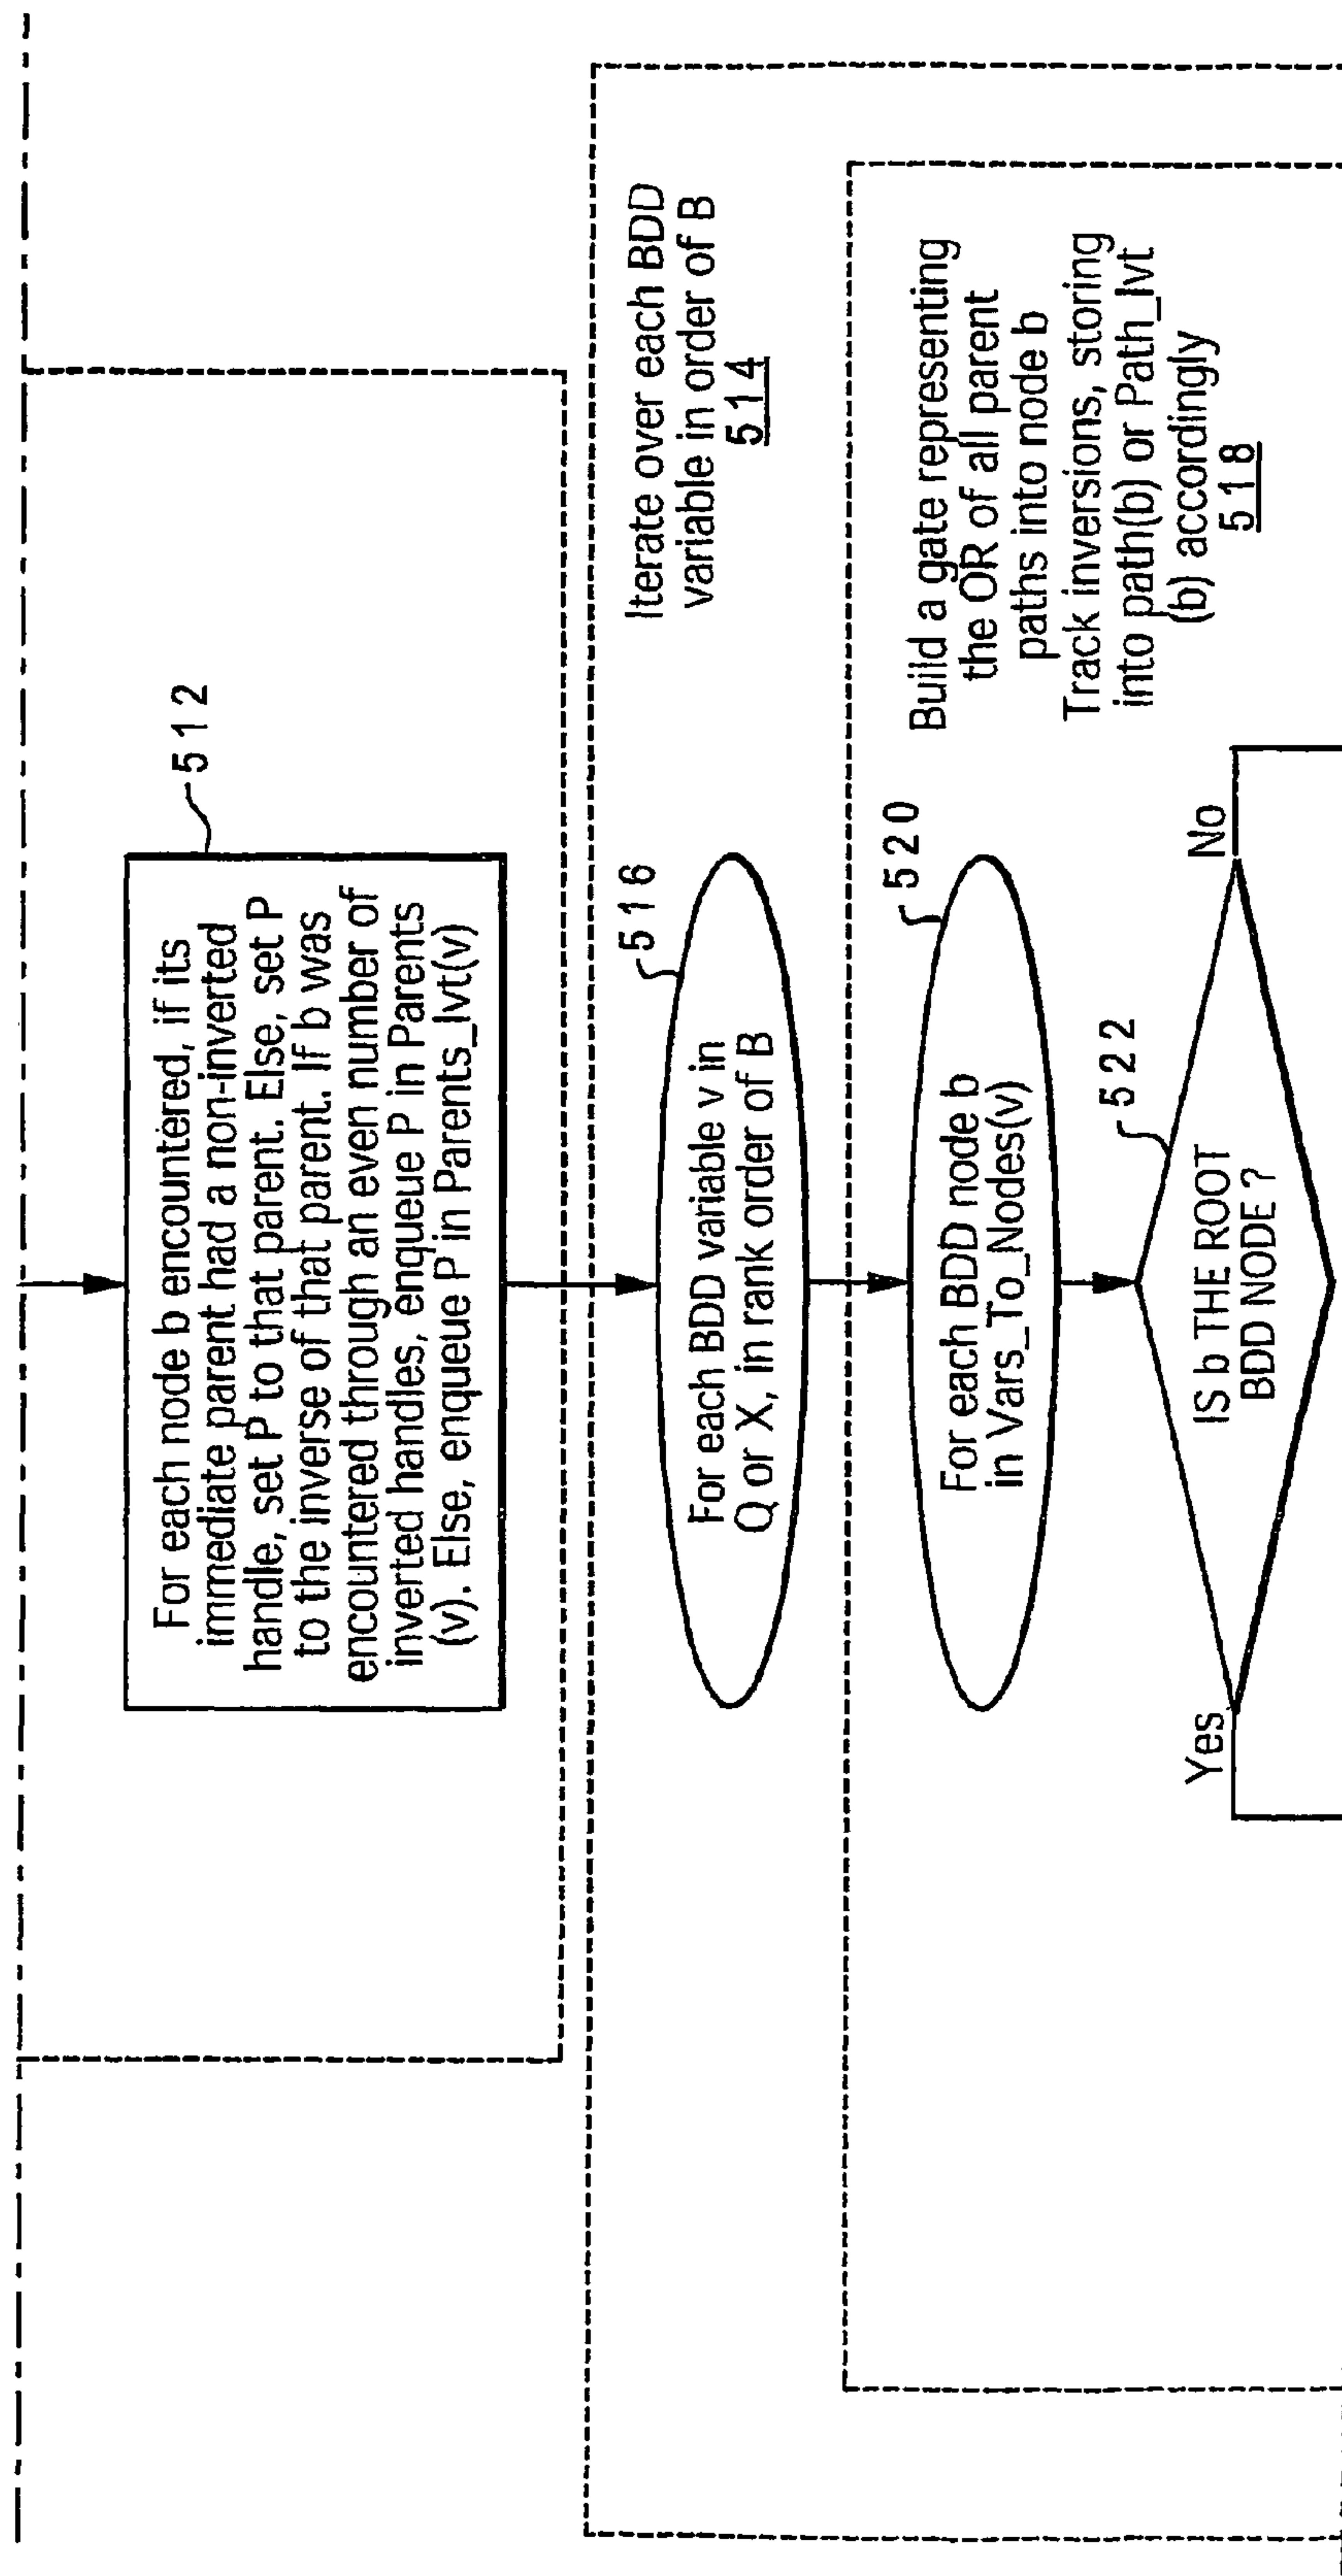 512
For each node b encountered, if its
immediate parent had a non-inverted
handle, set P to that parent. Else, set P
to the inverse of that parent. If b was
encountered through an even number of
inverted handles, enqueue P in Parents
(v). Else, enqueue P in Parents_Ivt(v)
Iterate over each BDD
variable in order of B
514
516
For each BDD variable v in
Q or X, in rank order of B
Build a gate representing
the OR of all parent
paths into node b
Track inversions, storing
into path(b) or Path_Ivt
(b) accordingly
518
520
For each BDD node b
in Vars_To_Nodes(v)
522
IS b THE ROOT
BDD NODE ?
Yes
No